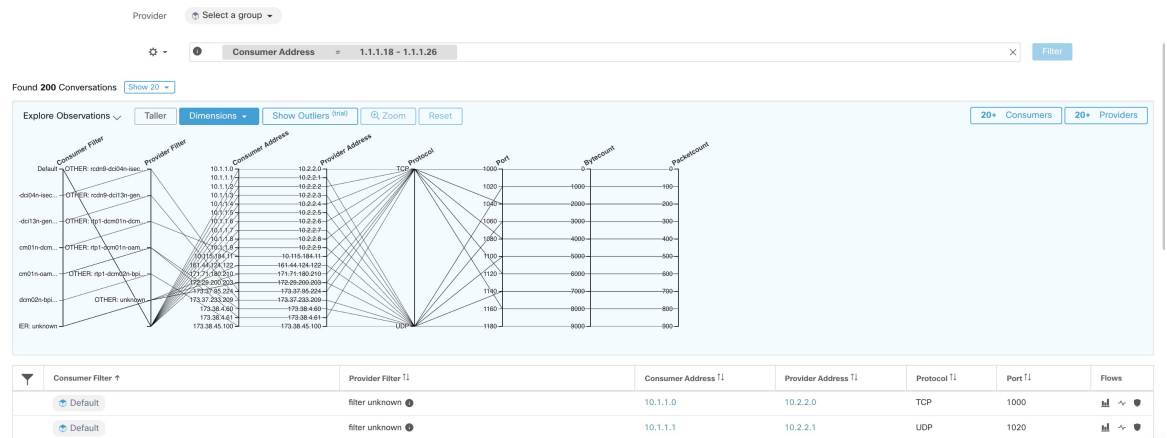 Provider Select a group
Consumer Address = 1.1.1.18 - 1.1.1.26 Filter
Found 200 Conversations Show 20
Explore Observations Taller Dimensions Show Outliers (trial) Zoom Reset 20+ Consumers 20+ Providers
Consumer Filter Provider Filter Consumer Address Provider Address Protocol Port Bytecount Packetcount
Default OTHER: rcdn9-dci04n-isec... 10.1.1.0 10.2.2.0 TCP 1000 0 0
10.1.1.1 10.2.2.1
-dci04n-isec... OTHER: rcdn9-dci13n-gen... 10.1.1.2 10.2.2.2 1020 1000 100
10.1.1.3 10.2.2.3
10.1.1.4 10.2.2.4 1040 2000 200
10.1.1.5 10.2.2.5
-dci13n-gen... OTHER: rtp1-dcm01n-dcm... 10.1.1.6 10.2.2.6 1060 3000 300
10.1.1.7 10.2.2.7
10.1.1.8 10.2.2.8 1080 4000 400
cm01n-dcm... OTHER: rtp1-dcm01n-oam... 10.1.1.9 10.2.2.9
10.115.184.11 10.115.184.11 1100 5000 500
161.44.124.122 161.44.124.122
cm01n-oam... OTHER: rtp1-dcm02n-bpi... 171.71.180.210 171.71.180.210 1120 6000 600
172.29.200.203 172.29.200.203
173.37.95.224 173.37.95.224 1140 7000 700
dcm02n-bpi... OTHER: unknown 173.37.233.209 173.37.233.209
173.38.4.60 173.38.4.60 1160 8000 800
173.38.4.61 173.38.4.61
IER: unknown 173.38.45.100 173.38.45.100 UDP 1180 9000 900
Consumer Filter ↑ Provider Filter ↑↓ Consumer Address ↑↓ Provider Address ↑↓ Protocol ↑↓ Port ↑↓ Flows
Default filter unknown 10.1.1.0 10.2.2.0 TCP 1000
Default filter unknown 10.1.1.1 10.2.2.1 UDP 1020